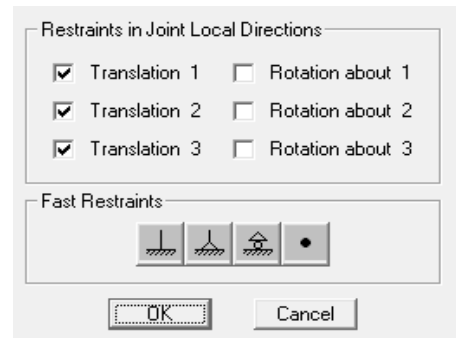 Restraints in Joint Local Directions
Translation 1 Rotation about 1
Translation 2 Rotation about 2
Translation 3 Rotation about 3
Fast Restraints
OK Cancel